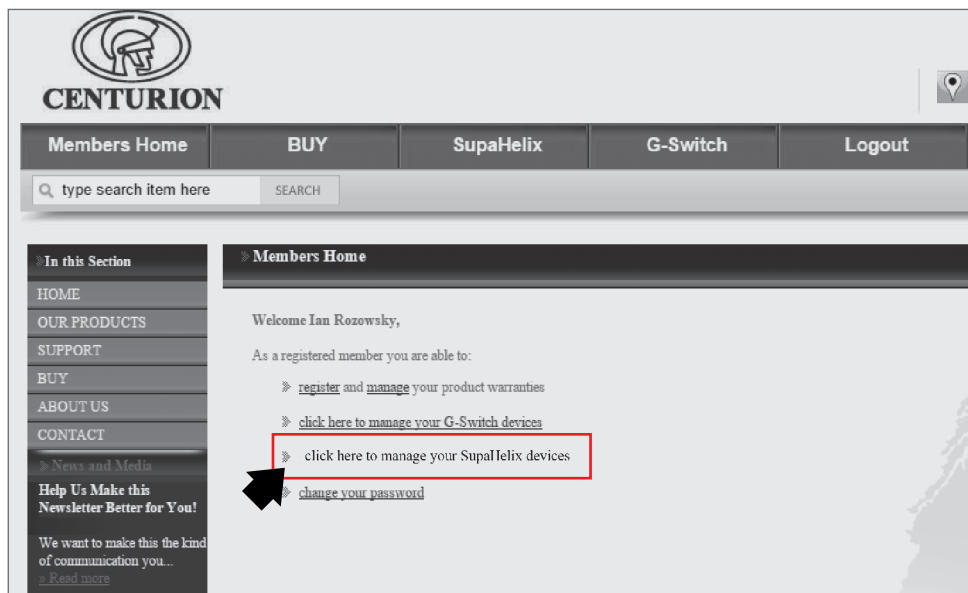 CENTURION
Members Home
BUY
SupaHelix
G-Switch
Logout
type search item here
SEARCH
In this Section
HOME
OUR PRODUCTS
SUPPORT
BUY
ABOUT US
CONTACT
» News and Media
Help Us Make this
Newsletter Better for You!
We want to make this the kind
of communication you...
» Read more
Members Home
Welcome Ian Rozowsky,
As a registered member you are able to:
register and manage your product warranties
click here to manage your G-Switch devices
click here to manage your SupaHelix devices
change your password